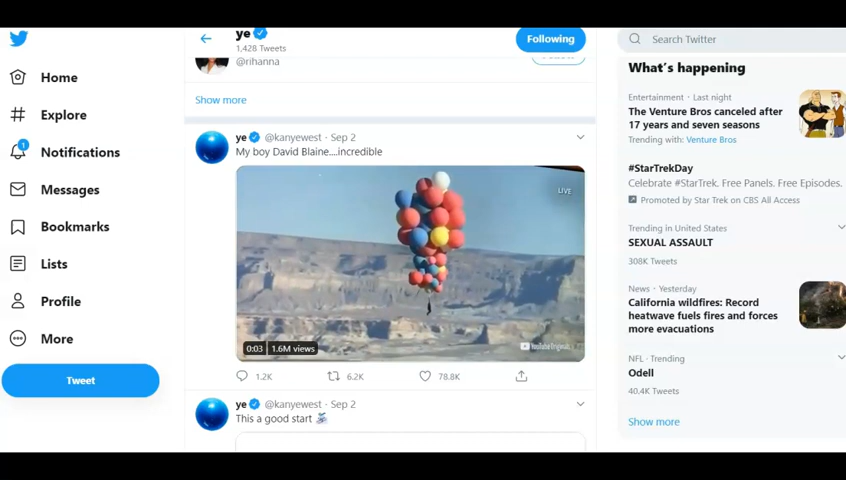 Home
Explore
1
Notifications
Messages
Bookmarks
Lists
Profile
More
Tweet
ye
1,428 Tweets
Following
@rihanna
Show more
ye @kanyewest · Sep 2
My boy David Blaine....incredible
LIVE
0:03 1.6M views
YouTube Originals
1.2K 6.2K 78.8K
ye @kanyewest · Sep 2
This a good start
Search Twitter
What's happening
Entertainment · Last night
The Venture Bros canceled after
17 years and seven seasons
Trending with: Venture Bros
#StarTrekDay
Celebrate #StarTrek. Free Panels. Free Episodes.
Promoted by Star Trek on CBS All Access
Trending in United States
SEXUAL ASSAULT
308K Tweets
News · Yesterday
California wildfires: Record
heatwave fuels fires and forces
more evacuations
NFL · Trending
Odell
40.4K Tweets
Show more